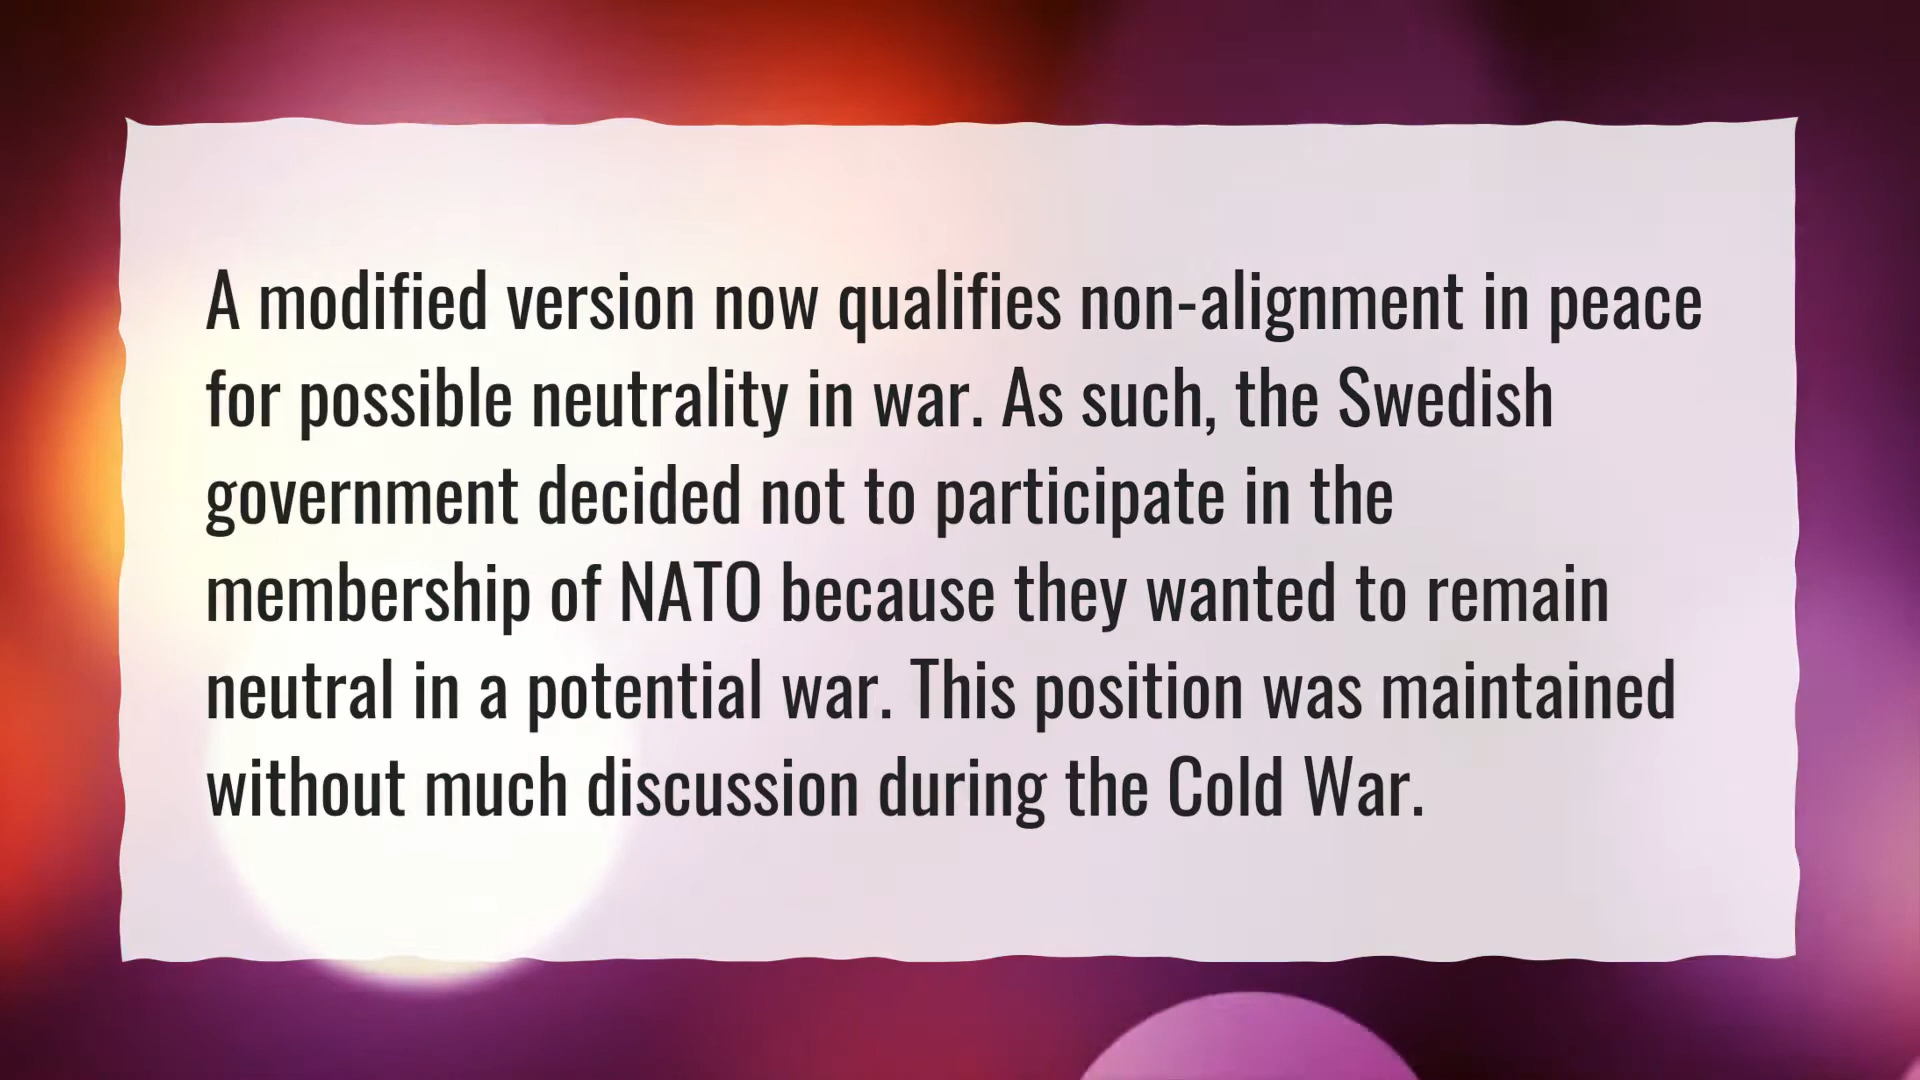 A modified version now qualifies non-alignment in peace
for possible neutrality in war. As such, the Swedish
government decided not to participate in the
membership of NATO because they wanted to remain
neutral in a potential war. This position was maintained
without much discussion during the Cold War.